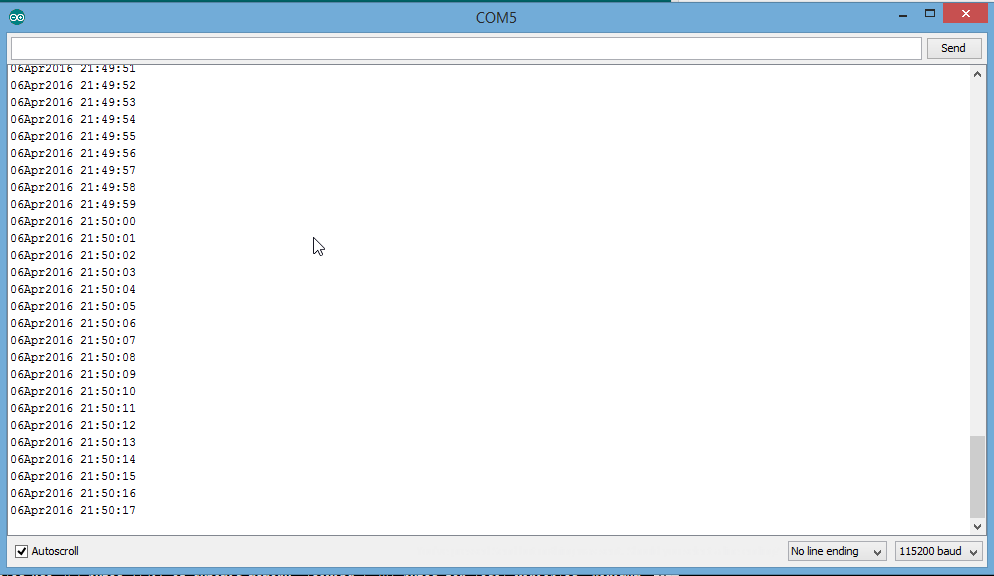 COM5
Send
06Apr2016 21:49:51
06Apr2016 21:49:52
06Apr2016 21:49:53
06Apr2016 21:49:54
06Apr2016 21:49:55
06Apr2016 21:49:56
06Apr2016 21:49:57
06Apr2016 21:49:58
06Apr2016 21:49:59
06Apr2016 21:50:00
06Apr2016 21:50:01
06Apr2016 21:50:02
06Apr2016 21:50:03
06Apr2016 21:50:04
06Apr2016 21:50:05
06Apr2016 21:50:06
06Apr2016 21:50:07
06Apr2016 21:50:08
06Apr2016 21:50:09
06Apr2016 21:50:10
06Apr2016 21:50:11
06Apr2016 21:50:12
06Apr2016 21:50:13
06Apr2016 21:50:14
06Apr2016 21:50:15
06Apr2016 21:50:16
06Apr2016 21:50:17
Autoscroll No line ending 115200 baud